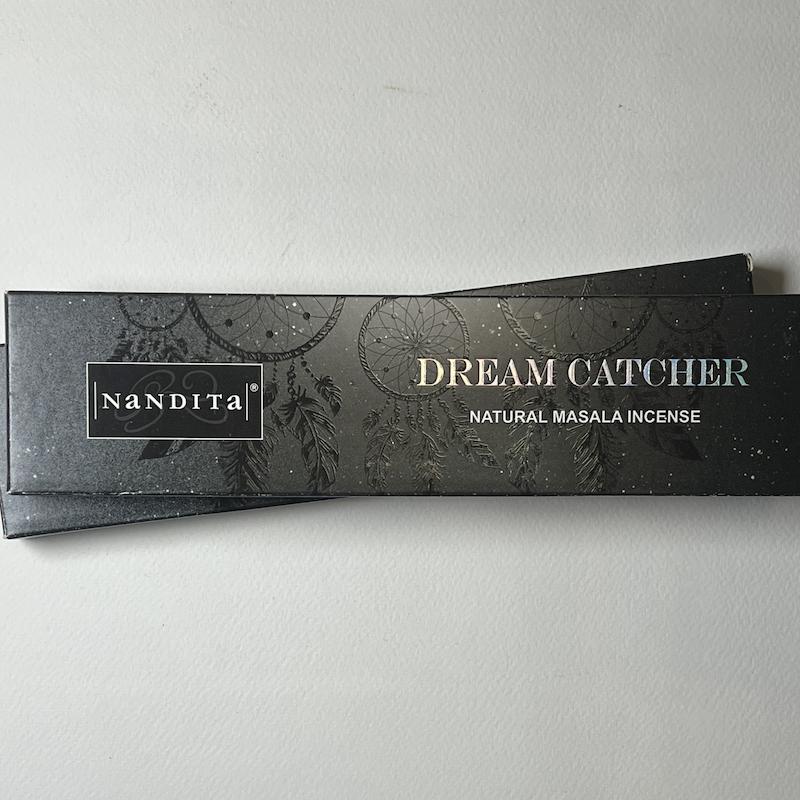 |NaNDITa|®
DREAM CATCHER
NATURAL MASALA INCENSE